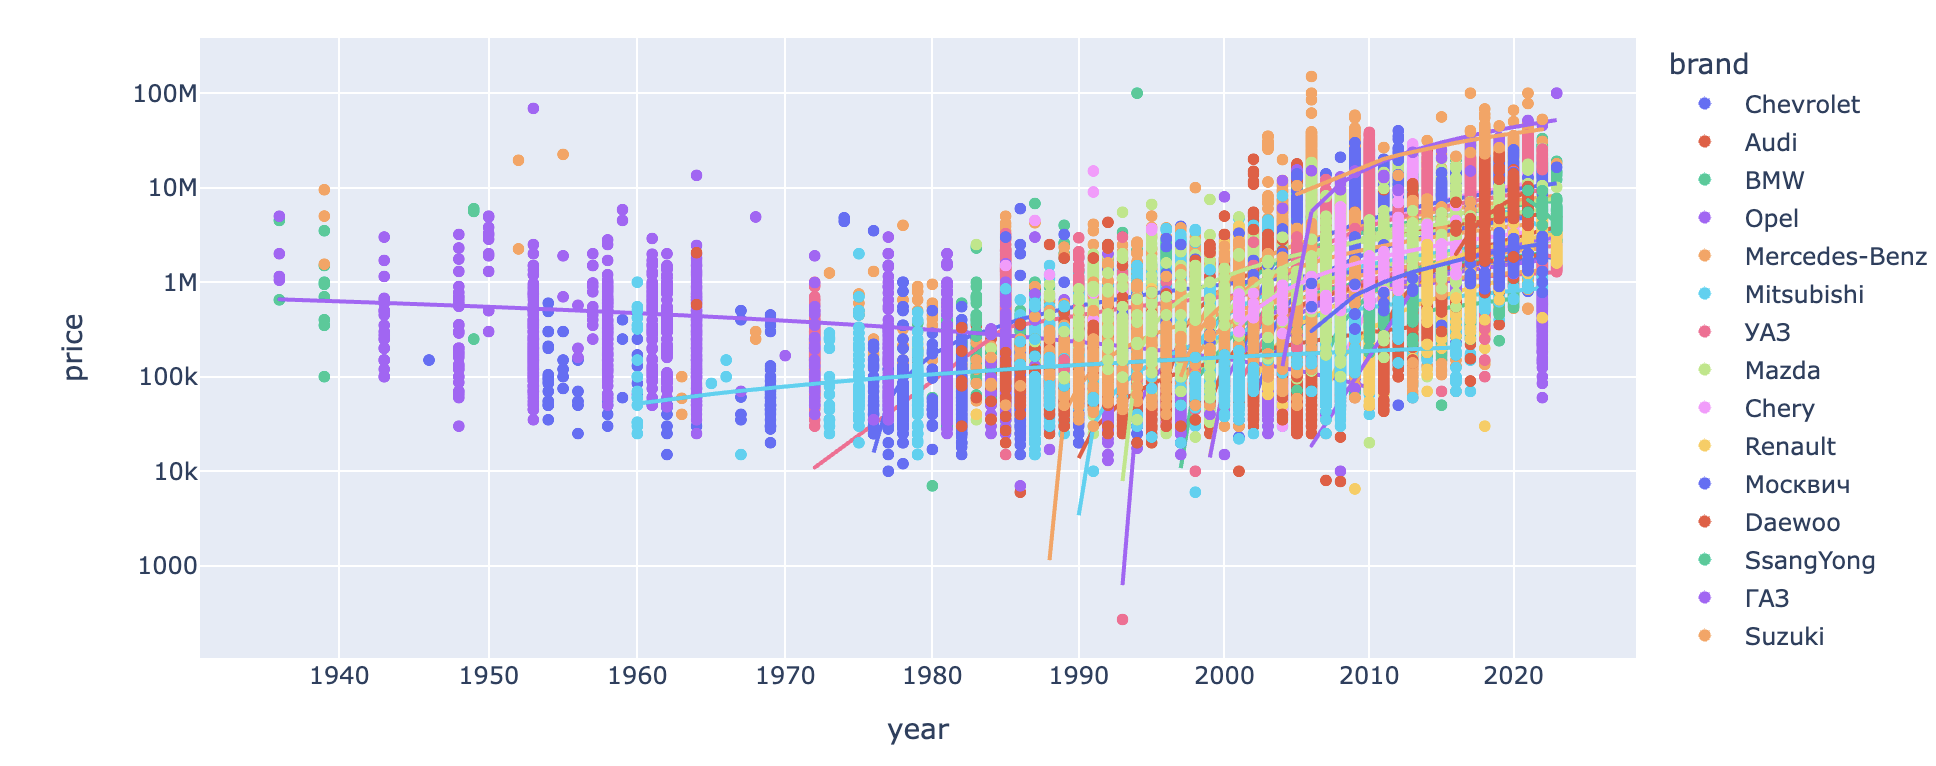 brand
Chevrolet
Audi
BMW
Opel
Mercedes-Benz
Mitsubishi
УАЗ
Mazda
Chery
Renault
Москвич
Daewoo
SsangYong
ГАЗ
Suzuki
price
100M
10M
1M
100k
10k
1000
1940 1950 1960 1970 1980 1990 2000 2010 2020
year